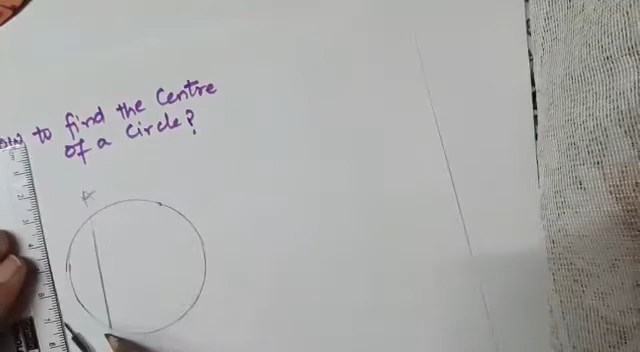 to find the Centre
of a Circle?
A